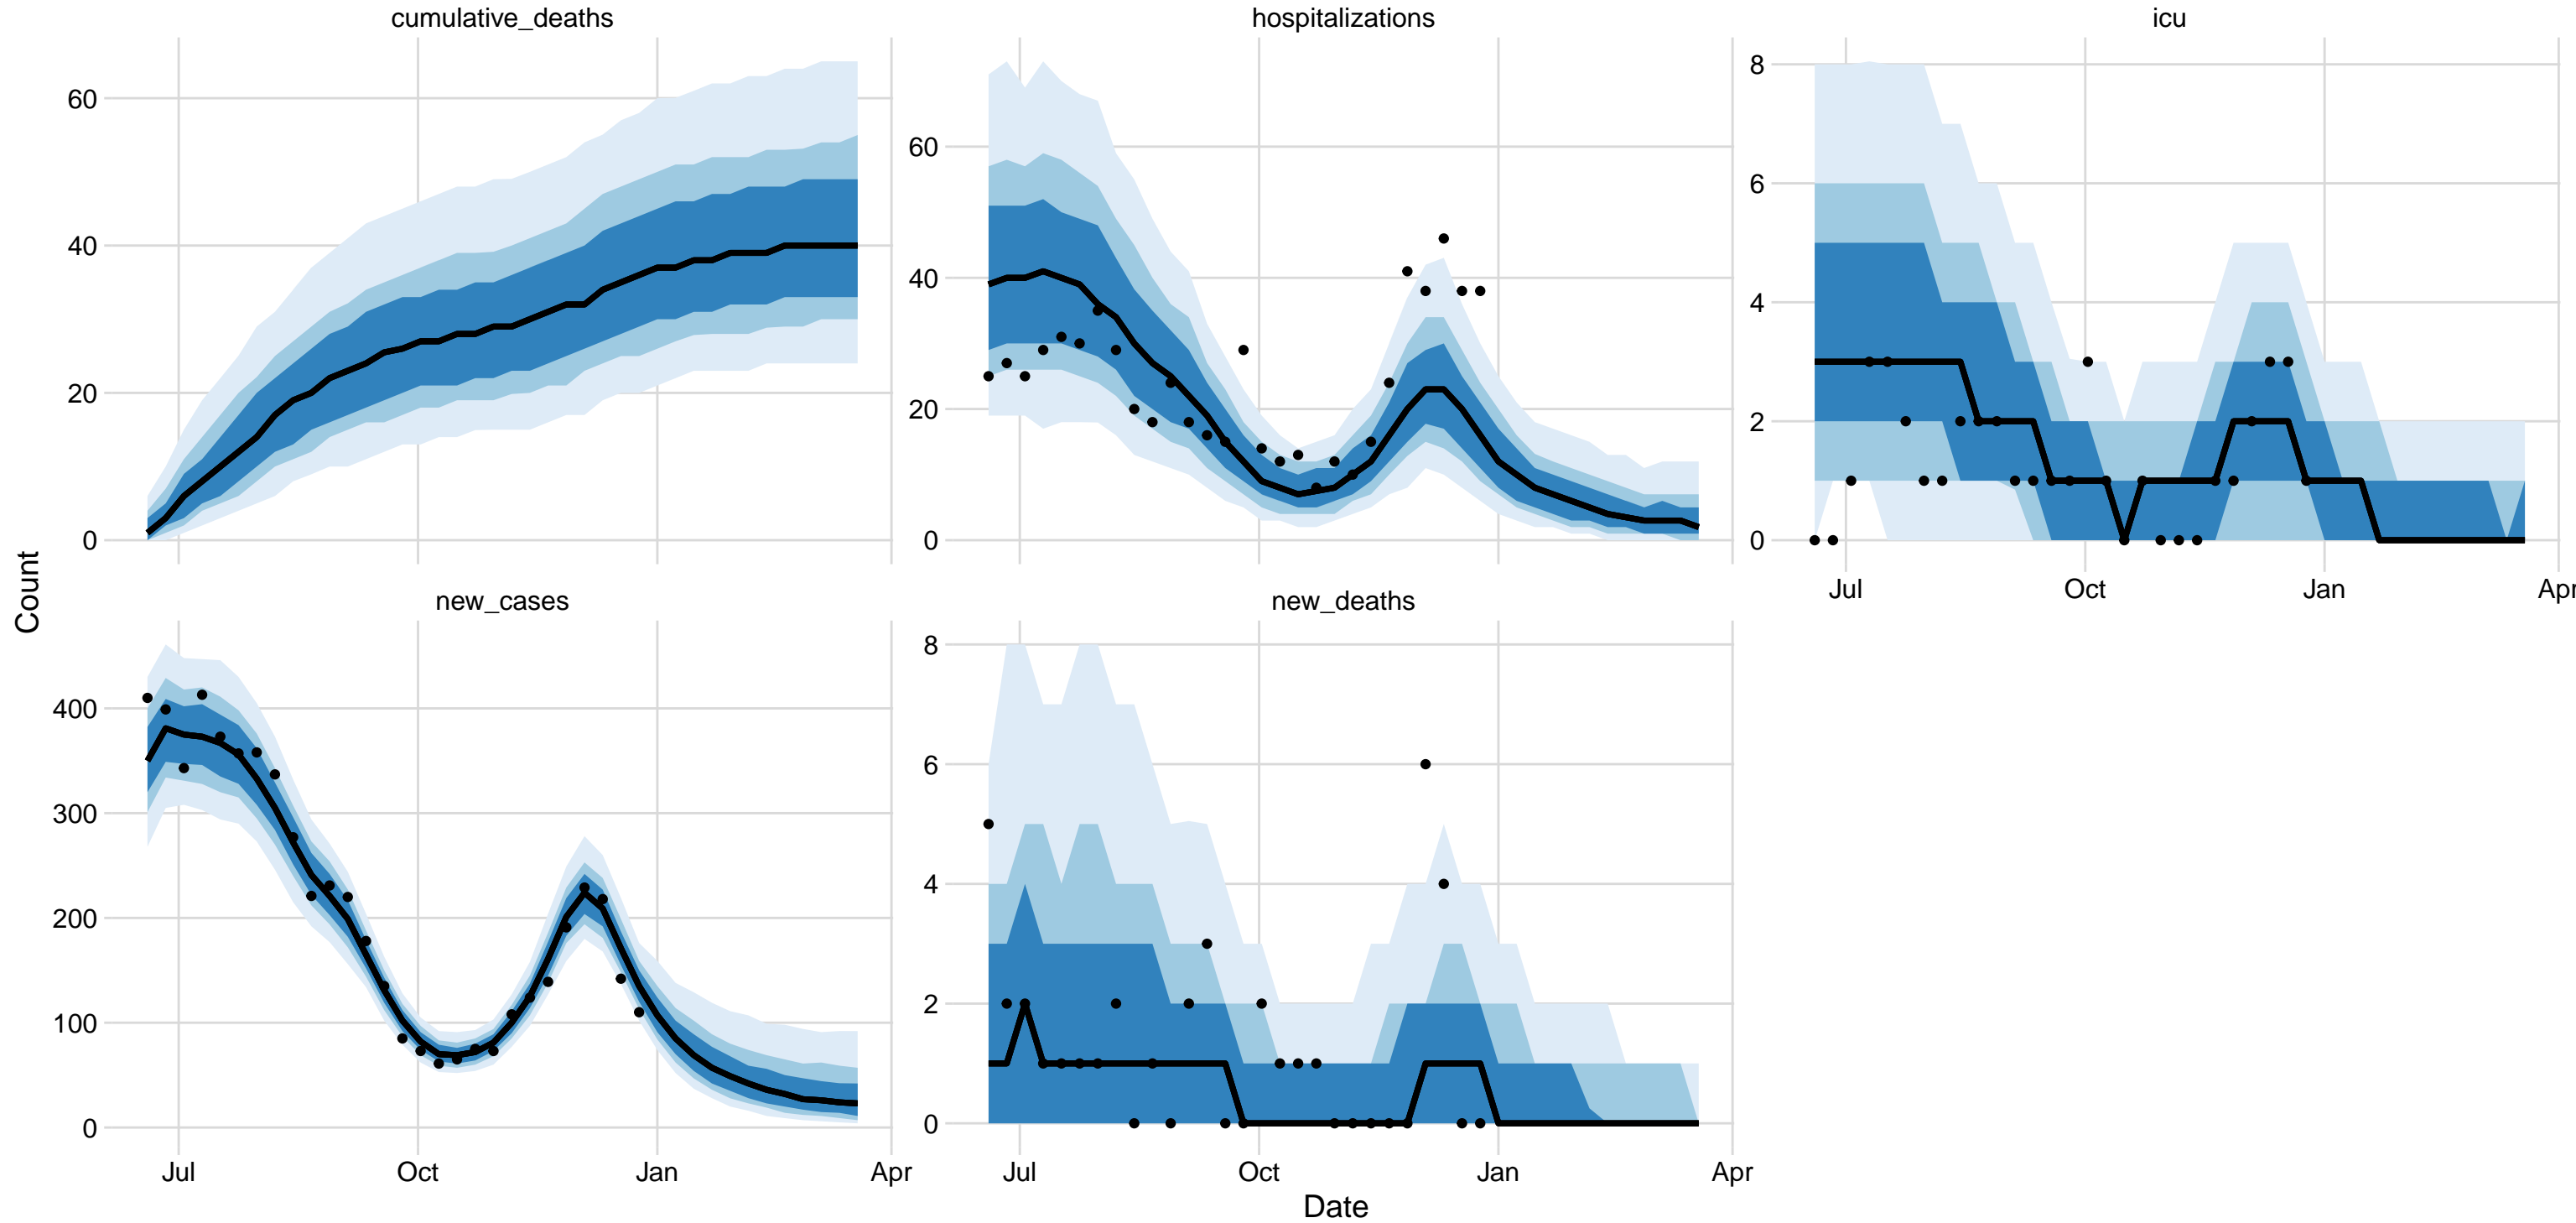 cumulative_deaths
hospitalizations
icu
60
40
20
0
60
40
20
0
8
6
4
2
0
Jul
Oct
Jan
Apr
Count
new_cases
new_deaths
400
300
200
100
0
8
6
4
2
0
Jul
Oct
Jan
Apr
Jul
Oct
Jan
Apr
Date